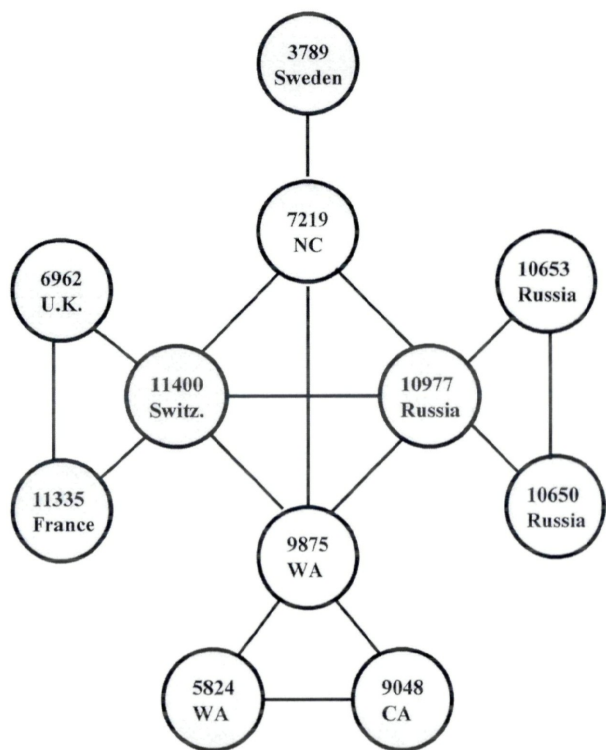 3789
Sweden
7219
NC
6962
U.K.
10653
Russia
11400
Switz.
10977
Russia
11335
France
10650
Russia
9875
WA
5824
WA
9048
CA